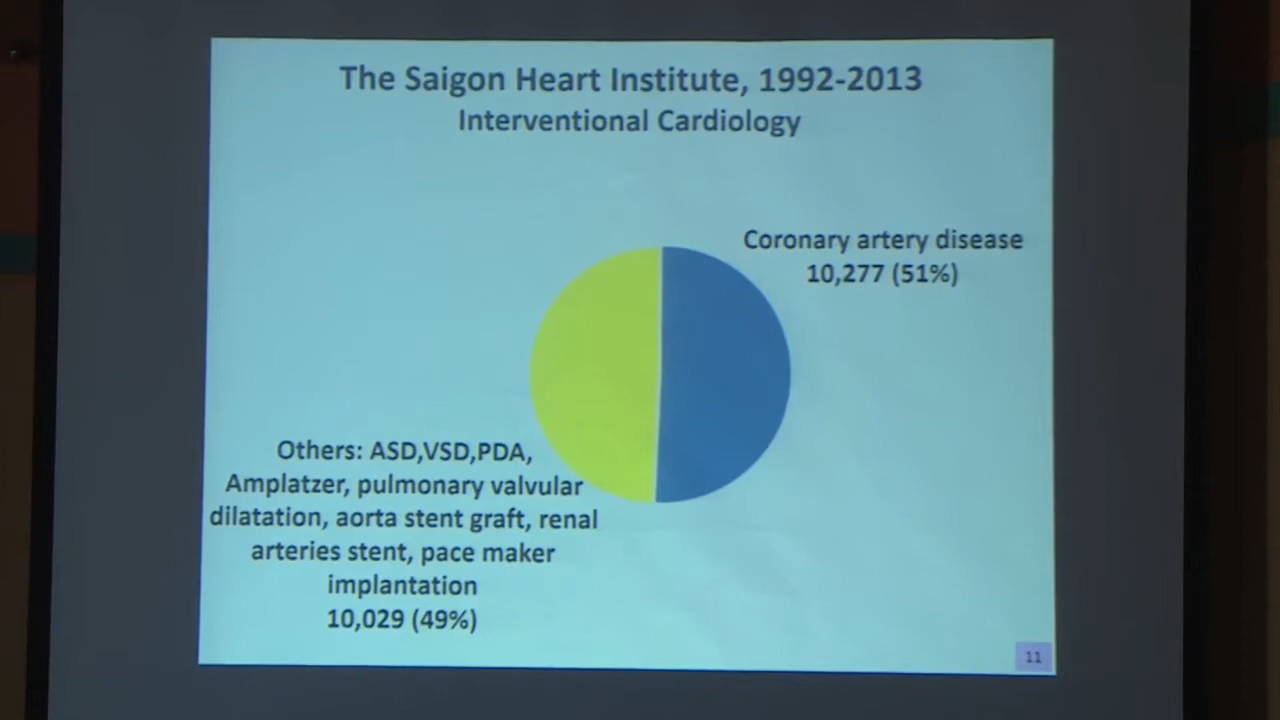 The Saigon Heart Institute, 1992-2013
Interventional Cardiology
Coronary artery disease
10,277 (51%)
Others: ASD,VSD,PDA,
Amplatzer, pulmonary valvular
dilatation, aorta stent graft, renal
arteries stent, pace maker
implantation
10,029 (49%)
11